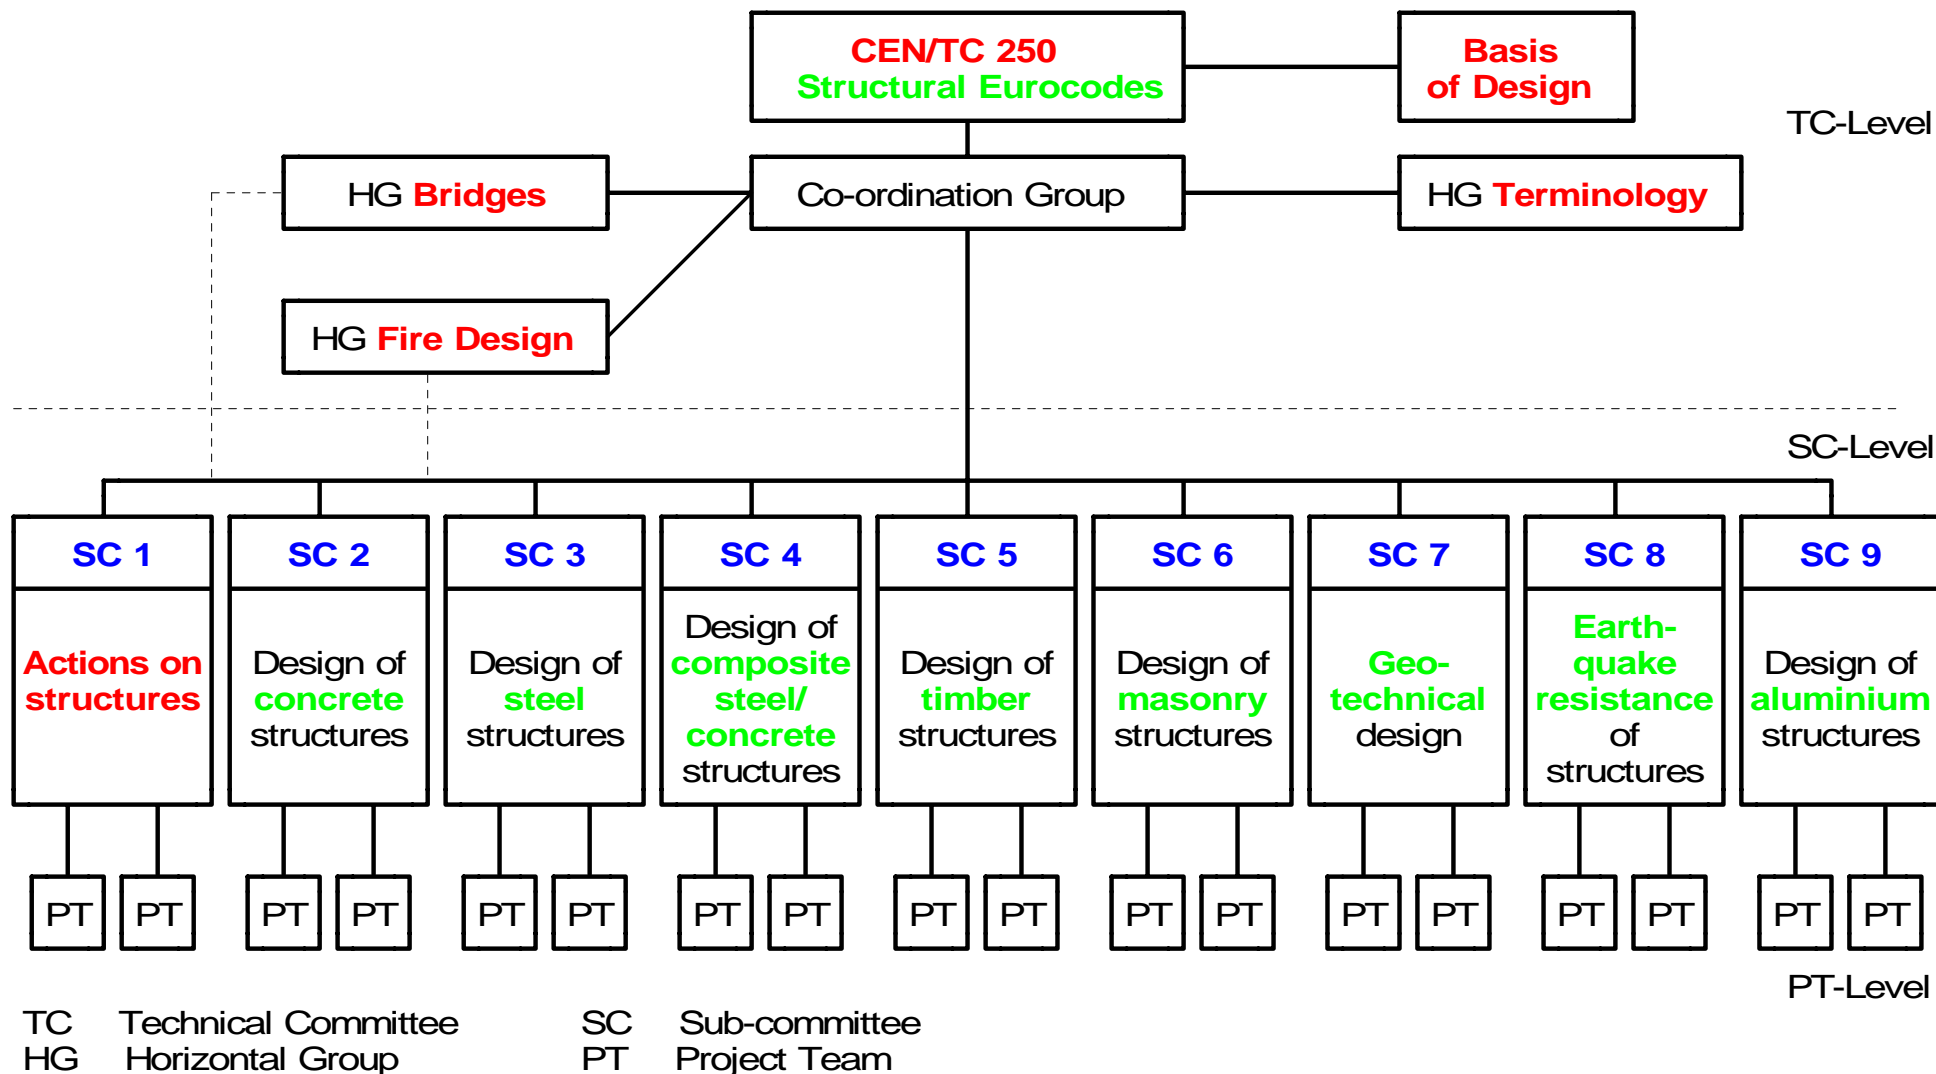 CEN/TC 250
Structural Eurocodes
Basis
of Design
TC-Level
HG Bridges
Co-ordination Group
HG Terminology
HG Fire Design
SC-Level
SC 1
Actions on
structures
SC 2
Design of
concrete
structures
SC 3
Design of
steel
structures
SC 4
Design of
composite
steel/
concrete
structures
SC 5
Design of
timber
structures
SC 6
Design of
masonry
structures
SC 7
Geo-
technical
design
SC 8
Earth-
quake
resistance
of
structures
SC 9
Design of
aluminium
structures
PT PT PT PT PT PT PT PT PT PT PT PT PT PT PT PT PT PT
PT-Level
TC Technical Committee SC Sub-committee
HG Horizontal Group PT Project Team